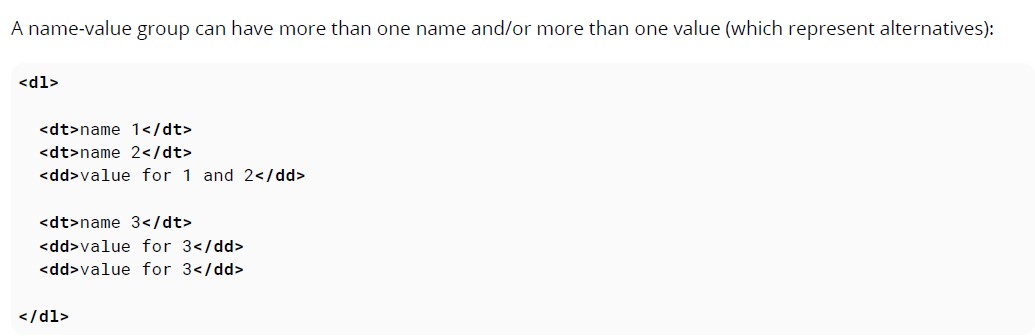 A name-value group can have more than one name and/or more than one value (which represent alternatives):
<dl>
<dt>name 1</dt>
<dt>name 2</dt>
<dd>value for 1 and 2</dd>
<dt>name 3</dt>
<dd>value for 3</dd>
<dd>value for 3</dd>
</dl>